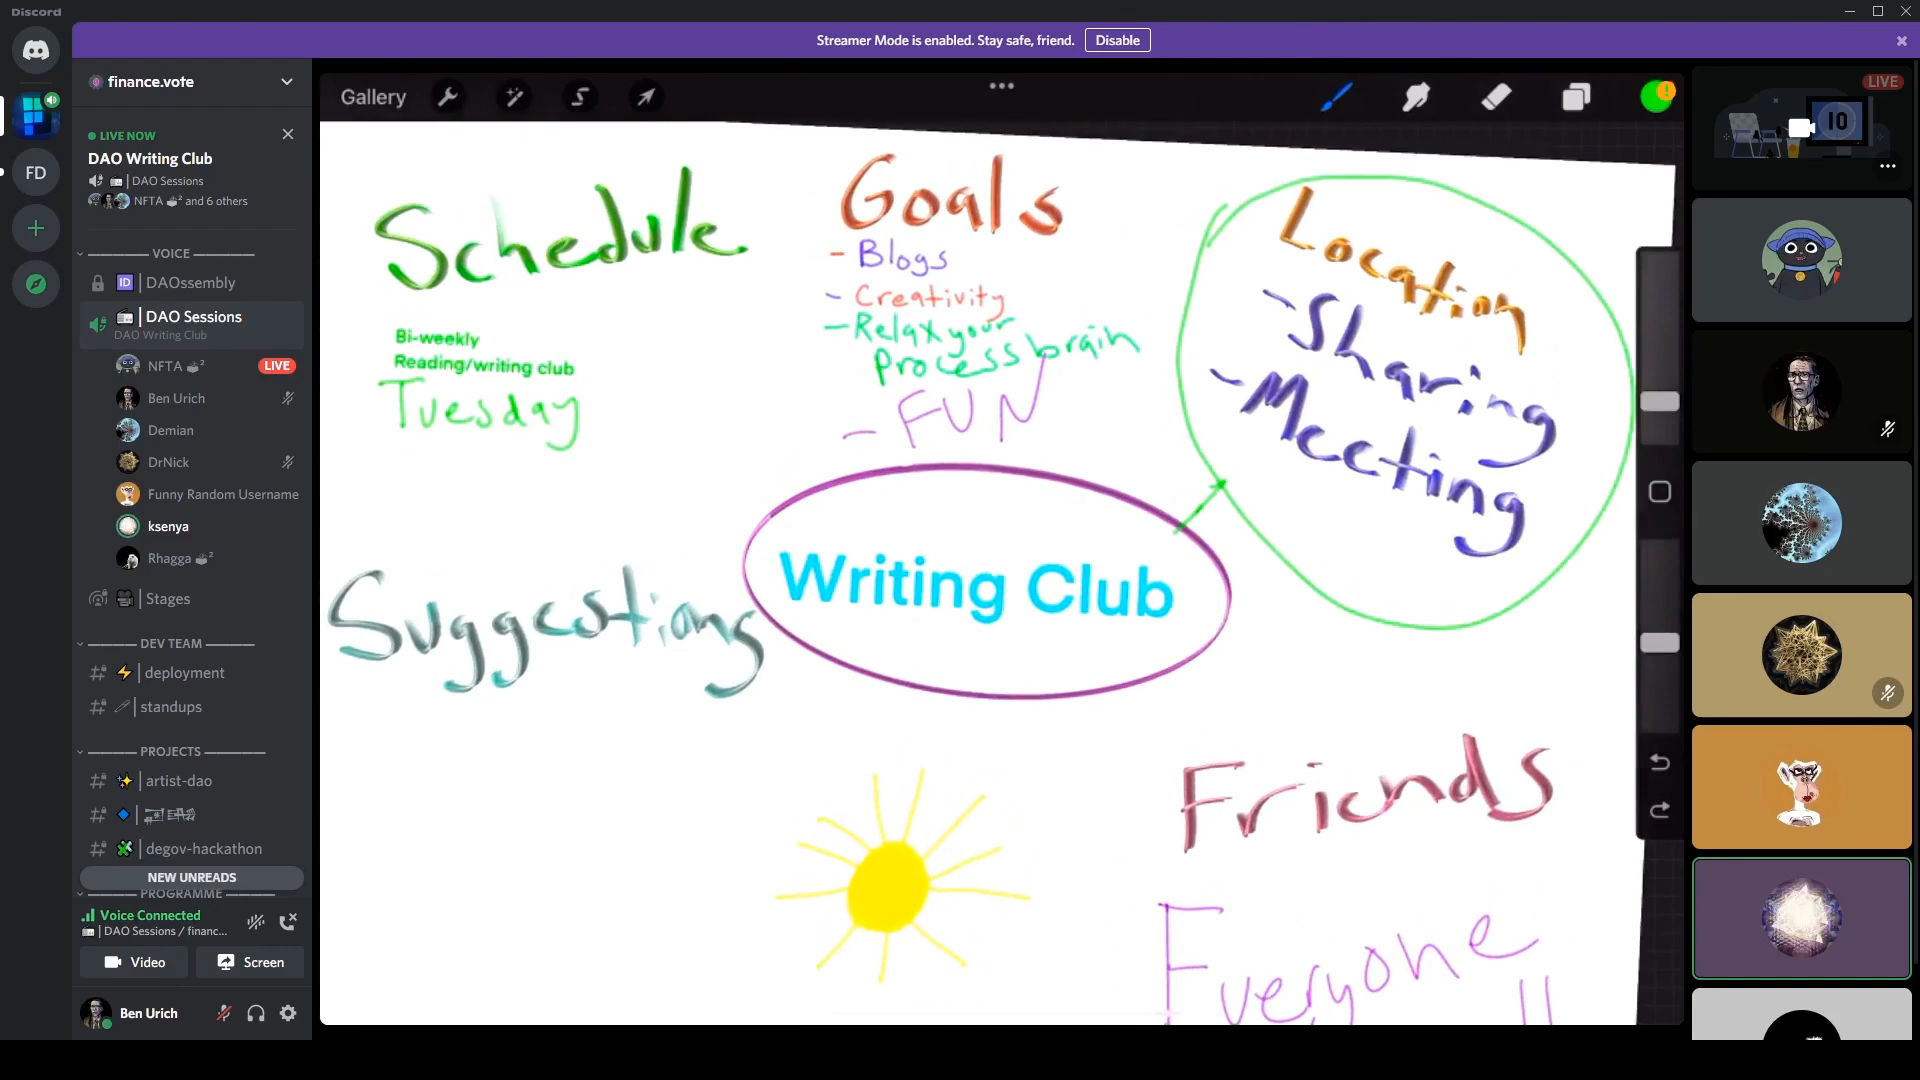 Discord
Streamer Mode is enabled. Stay safe, friend.
Disable
finance.vote
LIVE NOW
DAO Writing Club
| DAO Sessions
NFTA and 6 others
VOICE
ID | DAOssembly
| DAO Sessions
DAO Writing Club
NFTA
LIVE
Ben Urich
Demian
DrNick
Funny Random Username
ksenya
Rhagga
| Stages
DEV TEAM
| deployment
| standups
PROJECTS
| artist-dao
| degov-hackathon
NEW UNREADS
PROGRAMME
Voice Connected
| DAO Sessions / financ...
Video
Screen
Ben Urich
FD
Gallery
Schedule
Bi-weekly
Reading/writing club
Tuesday
Goals
- Blogs
- Creativity
- Relax your
Process brain
- FUN
Location
- Sharing
- Meeting
Writing Club
Suggestions
Friends
Everyone
LIVE
IO